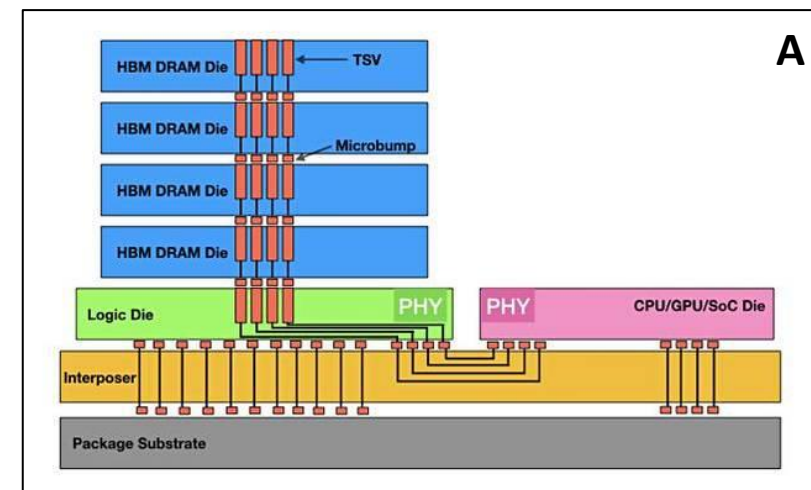 A
HBM DRAM Die
TSV
HBM DRAM Die
Microbump
HBM DRAM Die
HBM DRAM Die
Logic Die
PHY
PHY
CPU/GPU/SoC Die
Interposer
Package Substrate